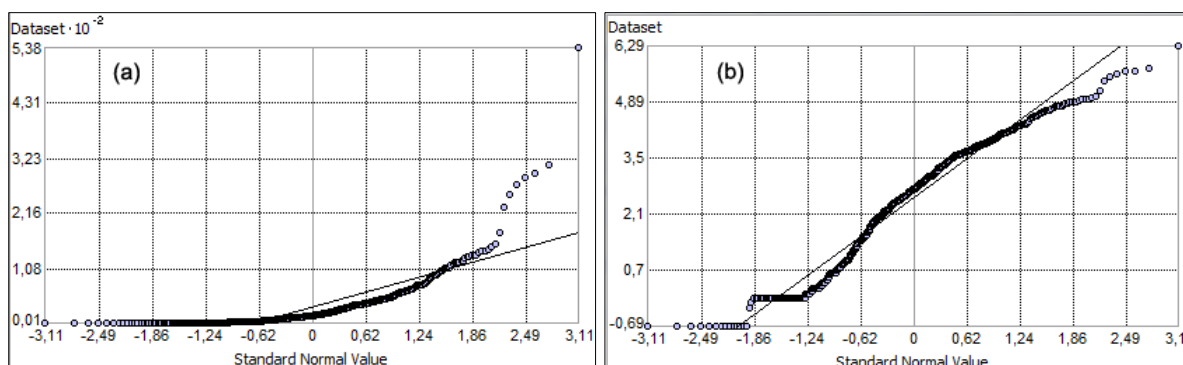 Dataset · 10⁻²
5,38
(a)
4,31
3,23
2,16
1,08
0,01
-3,11 -2,49 -1,86 -1,24 -0,62 0 0,62 1,24 1,86 2,49 3,11
Standard Normal Value
Dataset
6,29
(b)
4,89
3,5
2,1
0,7
-0,69
-3,11 -2,49 -1,86 -1,24 -0,62 0 0,62 1,24 1,86 2,49 3,11
Standard Normal Value